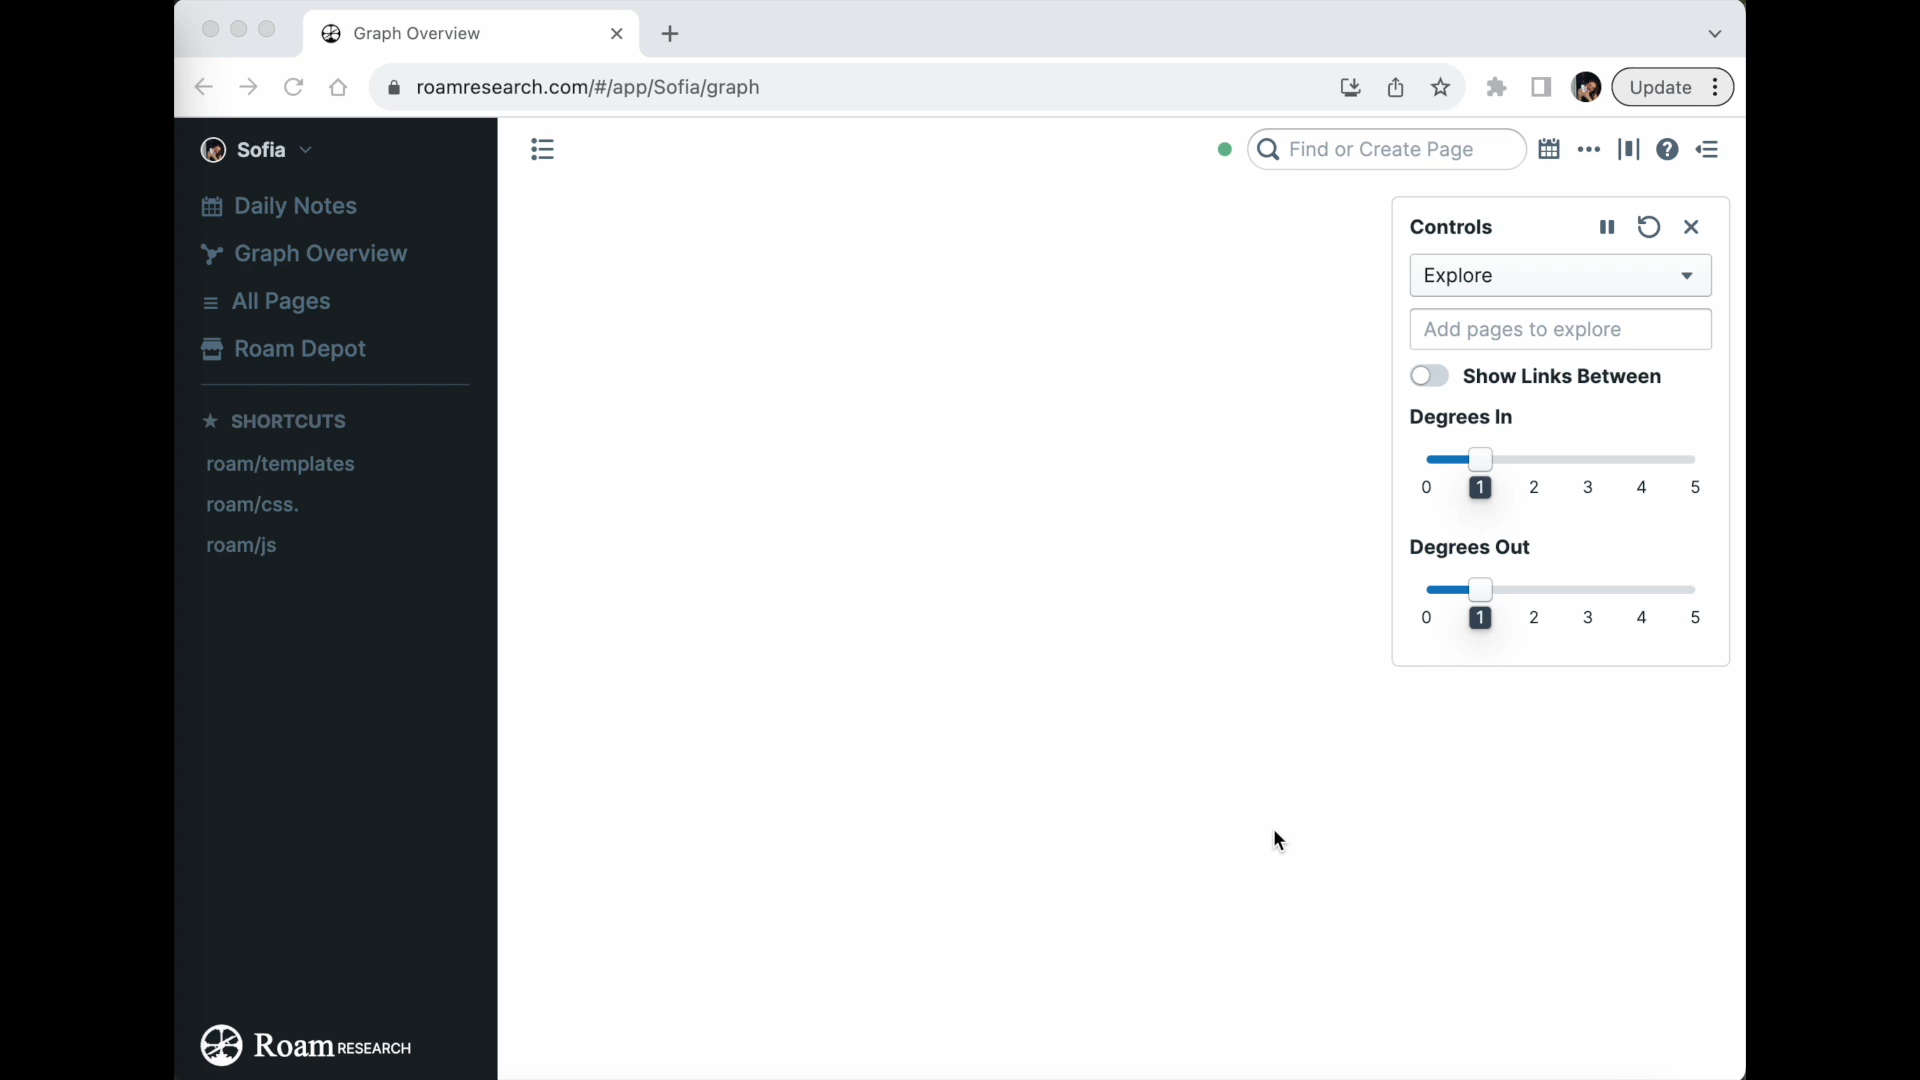 Graph Overview
roamresearch.com/#/app/Sofia/graph
Update
Sofia
Find or Create Page
Daily Notes
Graph Overview
All Pages
Roam Depot
SHORTCUTS
roam/templates
roam/css.
roam/js
Roam RESEARCH
Controls
Explore
Add pages to explore
Show Links Between
Degrees In
0 1 2 3 4 5
Degrees Out
0 1 2 3 4 5